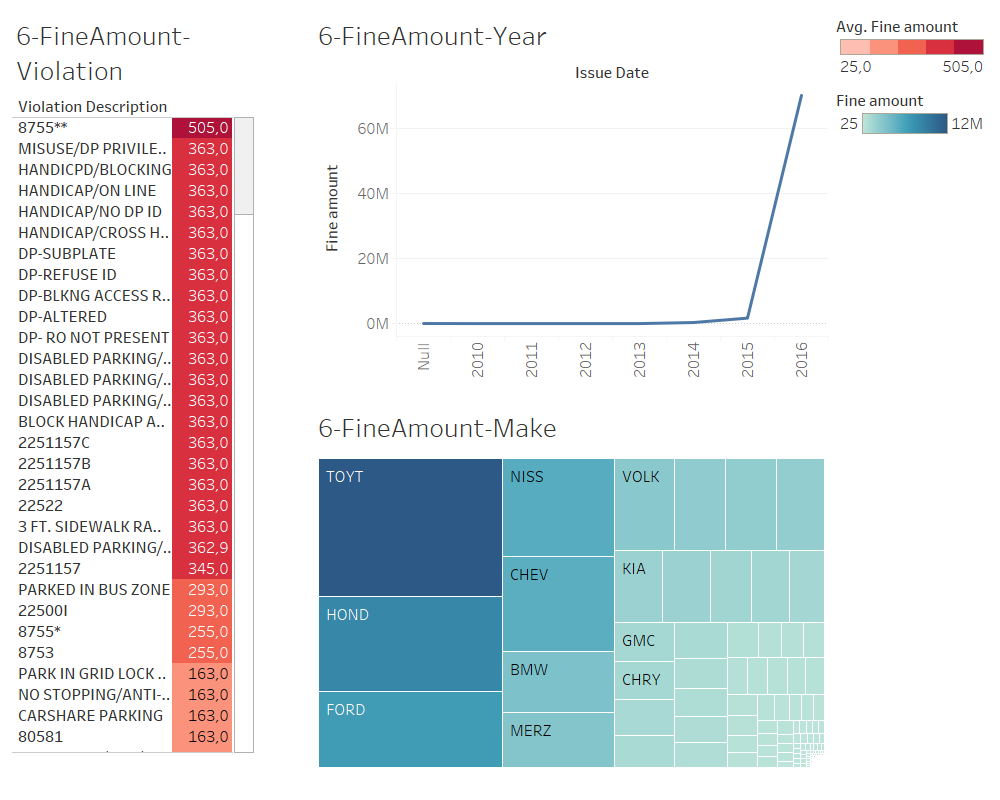 6-FineAmount-
Violation
Violation Description
8755** 505,0
MISUSE/DP PRIVILE.. 363,0
HANDICPD/BLOCKING 363,0
HANDICAP/ON LINE 363,0
HANDICAP/NO DP ID 363,0
HANDICAP/CROSS H.. 363,0
DP-SUBPLATE 363,0
DP-REFUSE ID 363,0
DP-BLKNG ACCESS R.. 363,0
DP-ALTERED 363,0
DP- RO NOT PRESENT 363,0
DISABLED PARKING/.. 363,0
DISABLED PARKING/.. 363,0
DISABLED PARKING/.. 363,0
BLOCK HANDICAP A.. 363,0
2251157C 363,0
2251157B 363,0
2251157A 363,0
22522 363,0
3 FT. SIDEWALK RA.. 363,0
DISABLED PARKING/.. 362,9
2251157 345,0
PARKED IN BUS ZONE 293,0
22500I 293,0
8755* 255,0
8753 255,0
PARK IN GRID LOCK .. 163,0
NO STOPPING/ANTI-.. 163,0
CARSHARE PARKING 163,0
80581 163,0
6-FineAmount-Year
Issue Date
Fine amount
60M
40M
20M
0M
Null 2010 2011 2012 2013 2014 2015 2016
6-FineAmount-Make
TOYT
HOND
FORD
NISS
CHEV
BMW
MERZ
VOLK
KIA
GMC
CHRY
Avg. Fine amount
25,0 505,0
Fine amount
25 12M